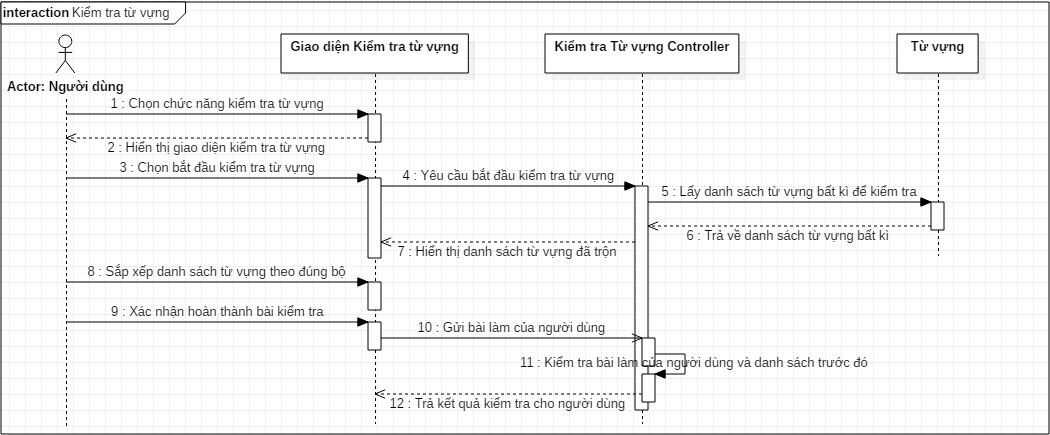 interaction Kiểm tra từ vựng
Giao diện Kiểm tra từ vựng
Kiểm tra Từ vựng Controller
Từ vựng
Actor: Người dùng
1 : Chọn chức năng kiểm tra từ vựng
2 : Hiển thị giao diện kiểm tra từ vựng
3 : Chọn bắt đầu kiểm tra từ vựng
4 : Yêu cầu bắt đầu kiểm tra từ vựng
5 : Lấy danh sách từ vựng bất kì để kiểm tra
6 : Trả về danh sách từ vựng bất kì
7 : Hiển thị danh sách từ vựng đã trộn
8 : Sắp xếp danh sách từ vựng theo đúng bộ
9 : Xác nhận hoàn thành bài kiểm tra
10 : Gửi bài làm của người dùng
11 : Kiểm tra bài làm của người dùng và danh sách trước đó
12 : Trả kết quả kiểm tra cho người dùng